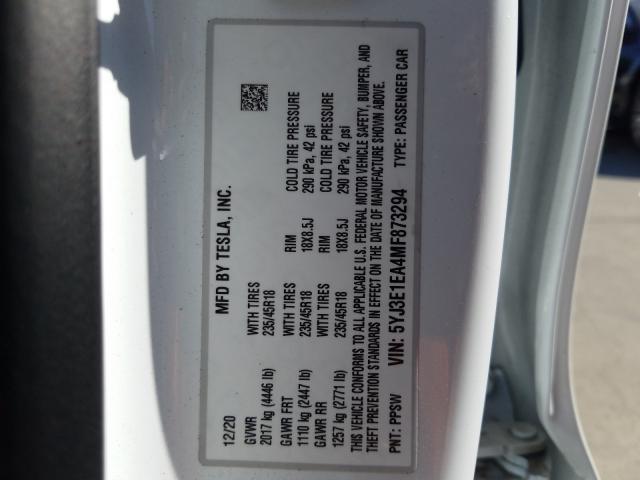 MFD BY TESLA, INC.
12/20
GVWR
2017 kg (4446 lb)
WITH TIRES
235/45R18
GAWR FRT
1110 kg (2447 lb)
WITH TIRES
235/45R18
RIM
18X8.5J
COLD TIRE PRESSURE
290 kPa, 42 psi
GAWR RR
1257 kg (2771 lb)
WITH TIRES
235/45R18
RIM
18X8.5J
COLD TIRE PRESSURE
290 kPa, 42 psi
THIS VEHICLE CONFORMS TO ALL APPLICABLE U.S. FEDERAL MOTOR VEHICLE SAFETY, BUMPER, AND
THEFT PREVENTION STANDARDS IN EFFECT ON THE DATE OF MANUFACTURE SHOWN ABOVE.
PNT: PPSW VIN: 5YJ3E1EA4MF873294 TYPE: PASSENGER CAR